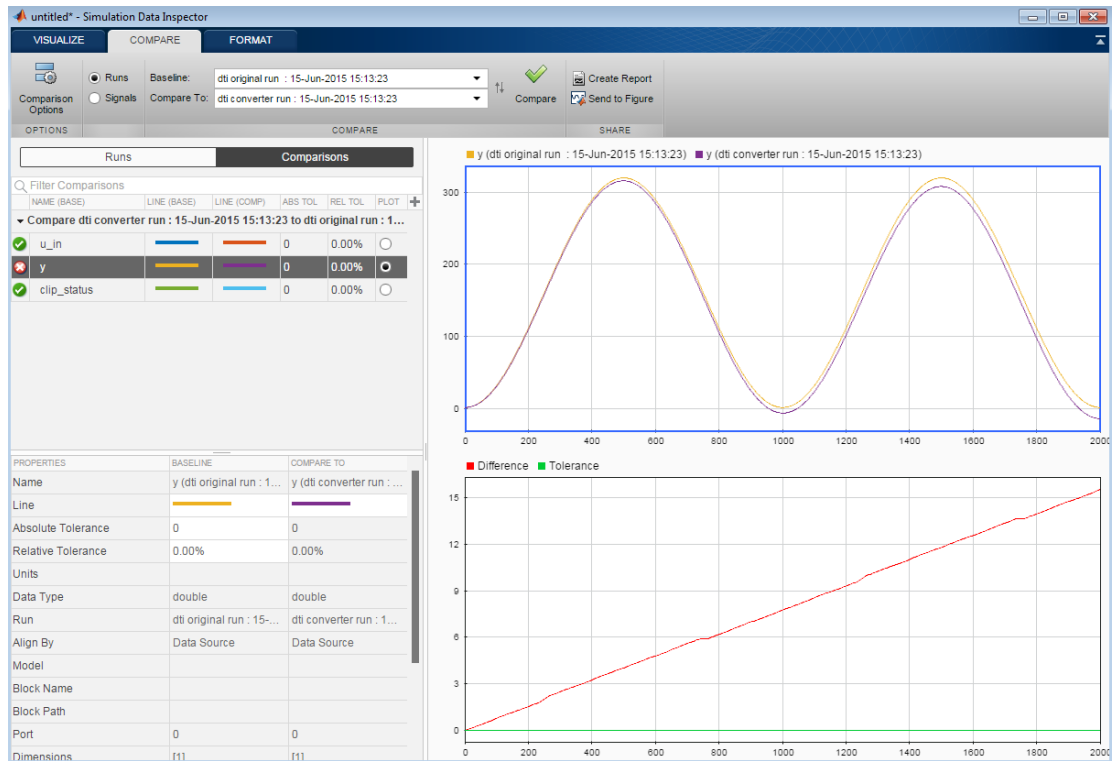 untitled* - Simulation Data Inspector
VISUALIZE COMPARE FORMAT
Comparison Options
Runs
Signals
Baseline: dti original run : 15-Jun-2015 15:13:23
Compare To: dti converter run : 15-Jun-2015 15:13:23
Compare
Create Report
Send to Figure
OPTIONS COMPARE SHARE
Runs Comparisons
Filter Comparisons
NAME (BASE) LINE (BASE) LINE (COMP) ABS TOL REL TOL PLOT
Compare dti converter run : 15-Jun-2015 15:13:23 to dti original run : 1...
u_in 0 0.00%
y 0 0.00%
clip_status 0 0.00%
PROPERTIES BASELINE COMPARE TO
Name y (dti original run : 1... y (dti converter run : ...
Line
Absolute Tolerance 0 0
Relative Tolerance 0.00% 0.00%
Units
Data Type double double
Run dti original run : 15-... dti converter run : 1...
Align By Data Source Data Source
Model
Block Name
Block Path
Port 0 0
Dimensions [1] [1]
y (dti original run : 15-Jun-2015 15:13:23) y (dti converter run : 15-Jun-2015 15:13:23)
300
200
100
0
0 200 400 600 800 1000 1200 1400 1600 1800 2000
Difference Tolerance
15
12
9
6
3
0
0 200 400 600 800 1000 1200 1400 1600 1800 2000